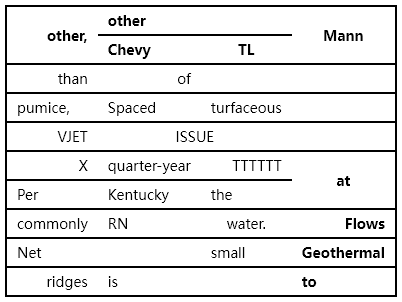 other, other Mann
Chevy TL
than of
pumice, Spaced turfaceous
VJET ISSUE
X quarter-year TTTTTT at
Per Kentucky the
commonly RN water. Flows
Net small Geothermal
ridges is to